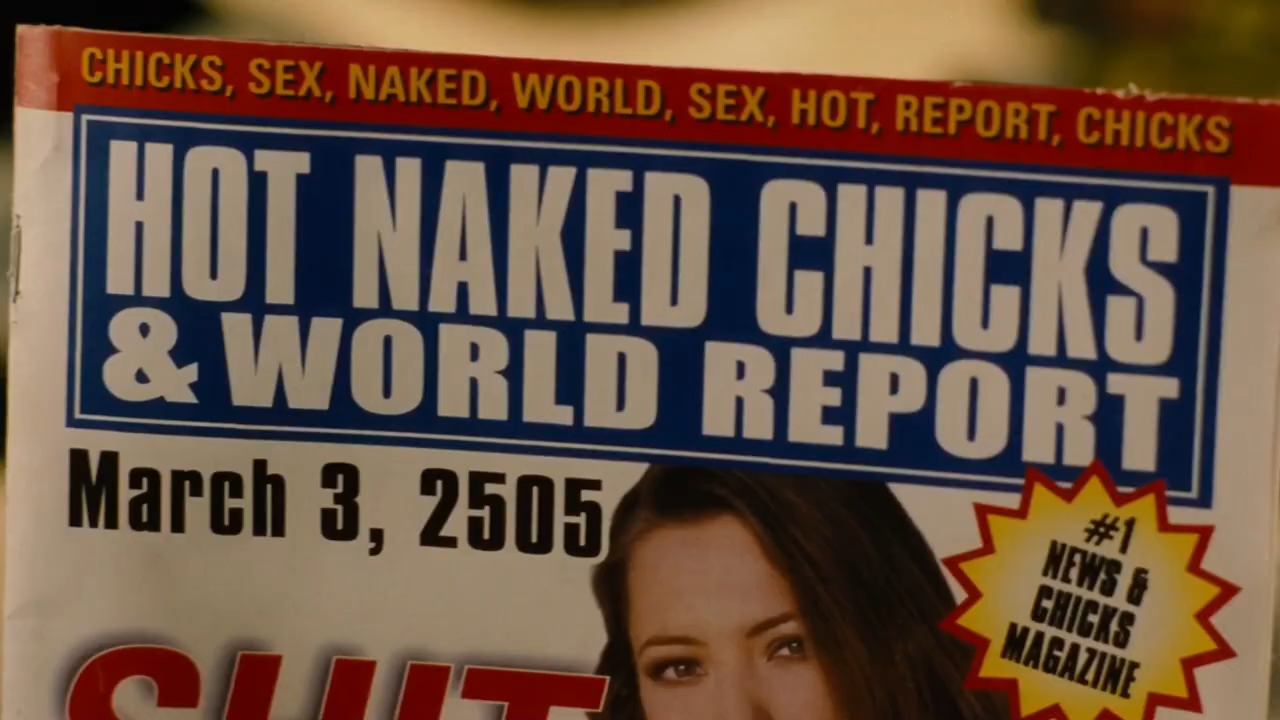 CHICKS, SEX, NAKED, WORLD, SEX, HOT, REPORT, CHICKS
HOT NAKED CHICKS
& WORLD REPORT
March 3, 2505
#1
NEWS &
CHICKS
MAGAZINE
SHIT